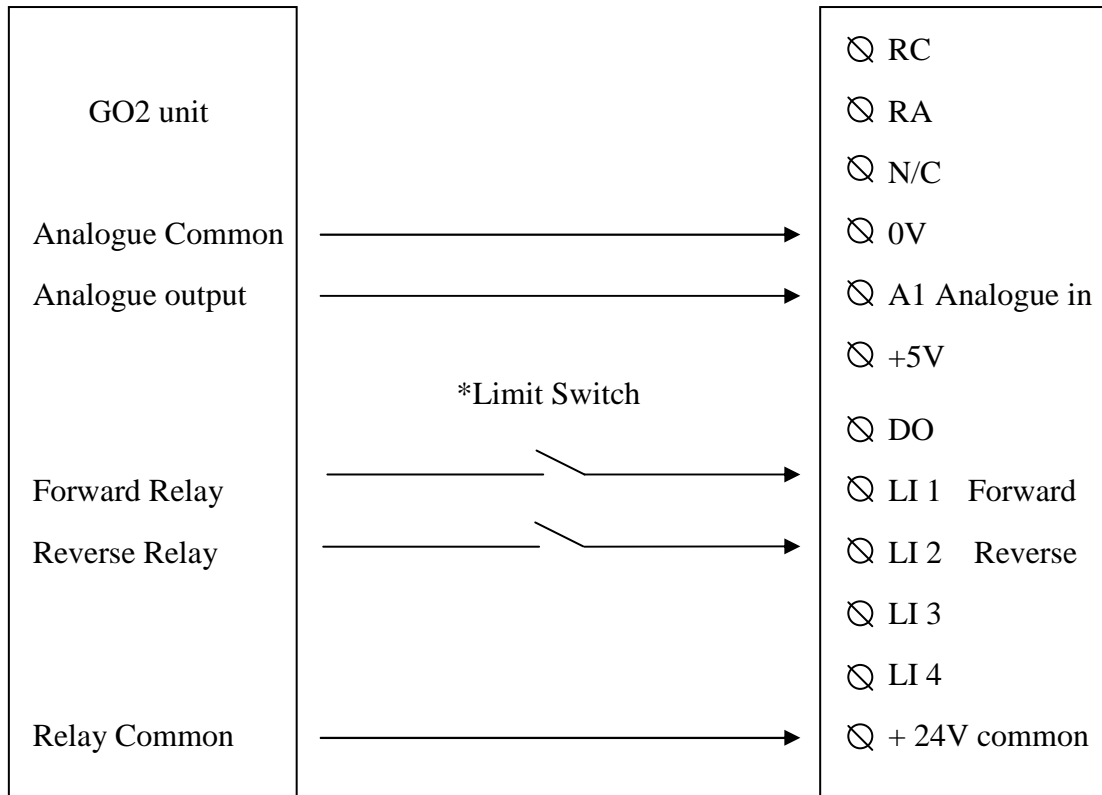 RC
GO2 unit
RA
N/C
Analogue Common
0V
Analogue output
A1 Analogue in
+5V
*Limit Switch
DO
Forward Relay
LI 1 Forward
Reverse Relay
LI 2 Reverse
LI 3
LI 4
Relay Common
+ 24V common